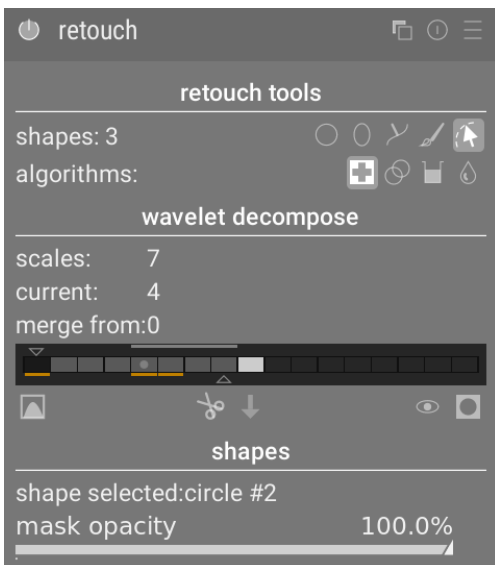 retouch
retouch tools
shapes: 3
algorithms:
wavelet decompose
scales: 7
current: 4
merge from:0
shapes
shape selected:circle #2
mask opacity 100.0%